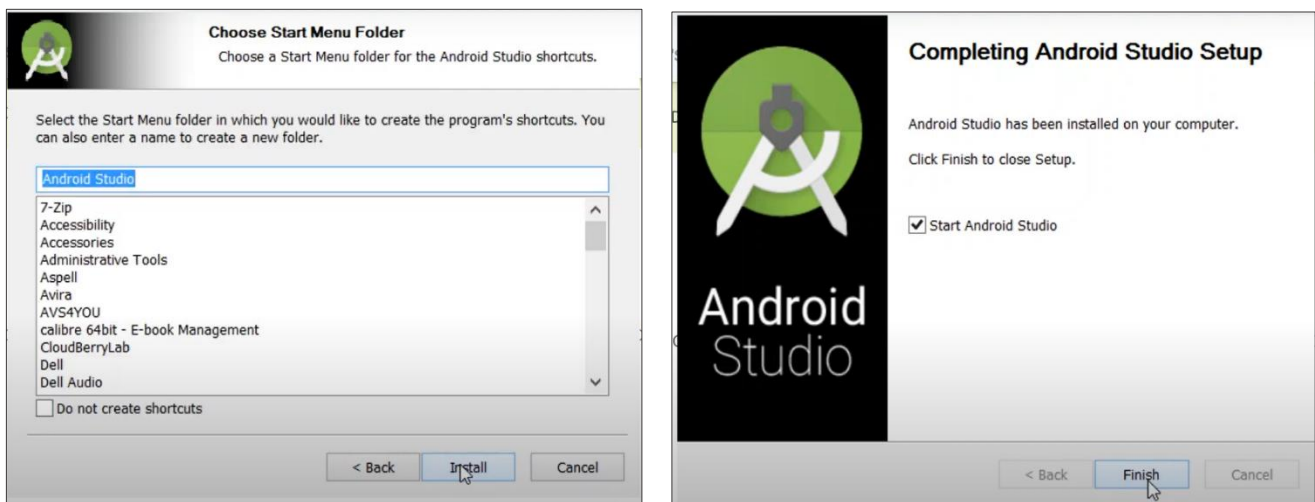 Choose Start Menu Folder
Choose a Start Menu folder for the Android Studio shortcuts.
Select the Start Menu folder in which you would like to create the program's shortcuts. You
can also enter a name to create a new folder.
Android Studio
7-Zip
Accessibility
Accessories
Administrative Tools
Aspell
Avira
AVS4YOU
calibre 64bit - E-book Management
CloudBerryLab
Dell
Dell Audio
Do not create shortcuts
< Back
Install
Cancel
Completing Android Studio Setup
Android Studio has been installed on your computer.
Click Finish to close Setup.
Start Android Studio
Android
Studio
< Back
Finish
Cancel